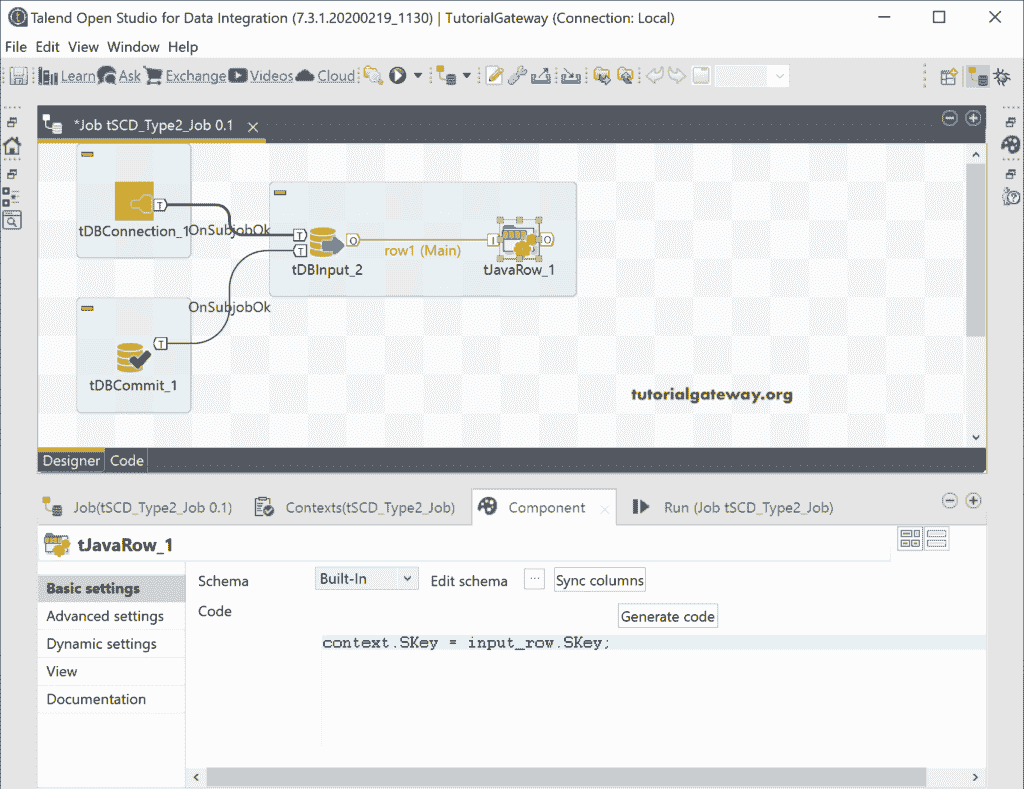 Talend Open Studio for Data Integration (7.3.1.20200219_1130) | TutorialGateway (Connection: Local)
File Edit View Window Help
Learn Ask Exchange Videos Cloud
*Job tSCD_Type2_Job 0.1
T
tDBConnection_1
OnSubjobOk
T
T
O
row1 (Main)
I
O
tDBInput_2
tJavaRow_1
OnSubjobOk
T
tDBCommit_1
tutorialgateway.org
Designer Code
Job(tSCD_Type2_Job 0.1) Contexts(tSCD_Type2_Job) Component Run (Job tSCD_Type2_Job)
tJavaRow_1
Basic settings
Advanced settings
Dynamic settings
View
Documentation
Schema Built-In Edit schema ... Sync columns
Code
Generate code
context.SKey = input_row.SKey;